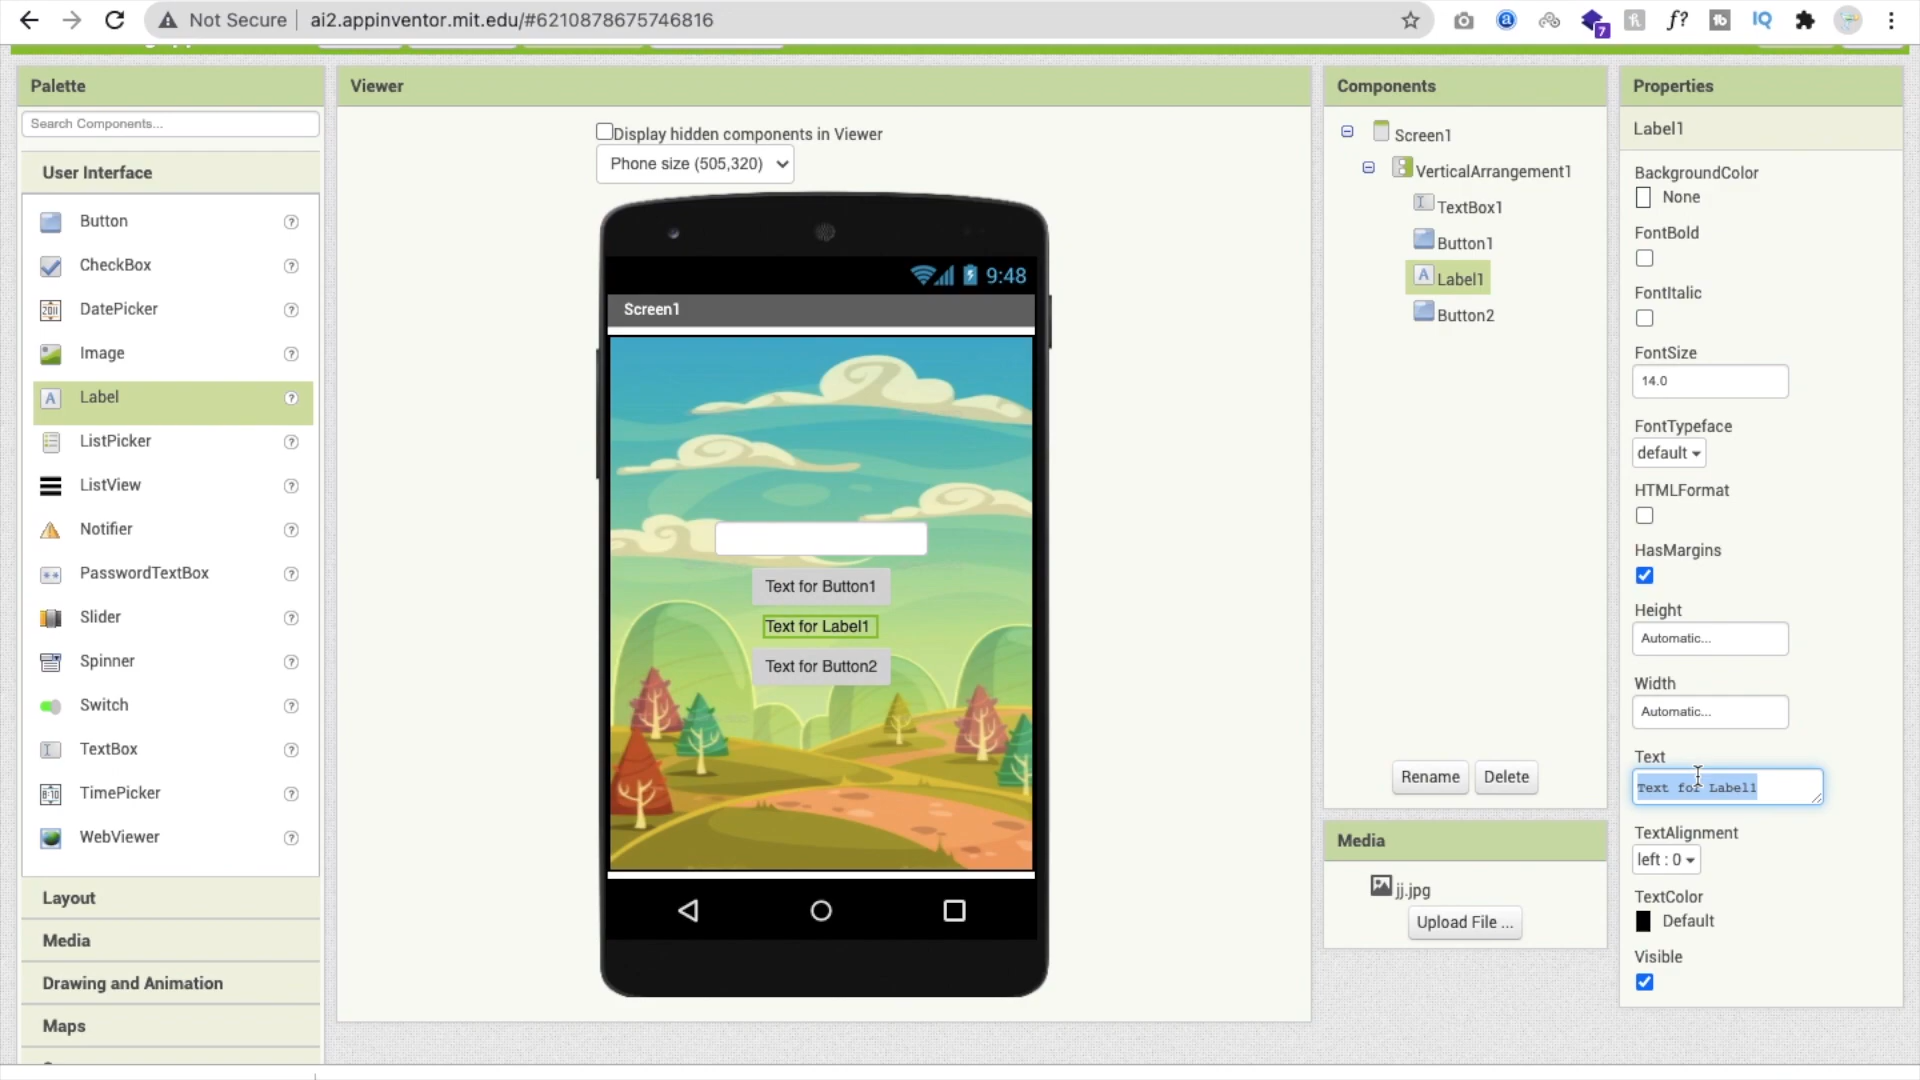 Not Secure
ai2.appinventor.mit.edu/#6210878675746816
7
f?
IQ
Palette
Search Components...
User Interface
Button
CheckBox
DatePicker
Image
Label
ListPicker
ListView
Notifier
PasswordTextBox
Slider
Spinner
Switch
TextBox
TimePicker
WebViewer
Layout
Media
Drawing and Animation
Maps
Viewer
Display hidden components in Viewer
Phone size (505,320)
9:48
Screen1
Text for Button1
Text for Label1
Text for Button2
Components
Screen1
VerticalArrangement1
TextBox1
Button1
Label1
Button2
Rename
Delete
Media
jj.jpg
Upload File ...
Properties
Label1
BackgroundColor
None
FontBold
FontItalic
FontSize
14.0
FontTypeface
default
HTMLFormat
HasMargins
Height
Automatic...
Width
Automatic...
Text
Text for Label1
TextAlignment
left : 0
TextColor
Default
Visible